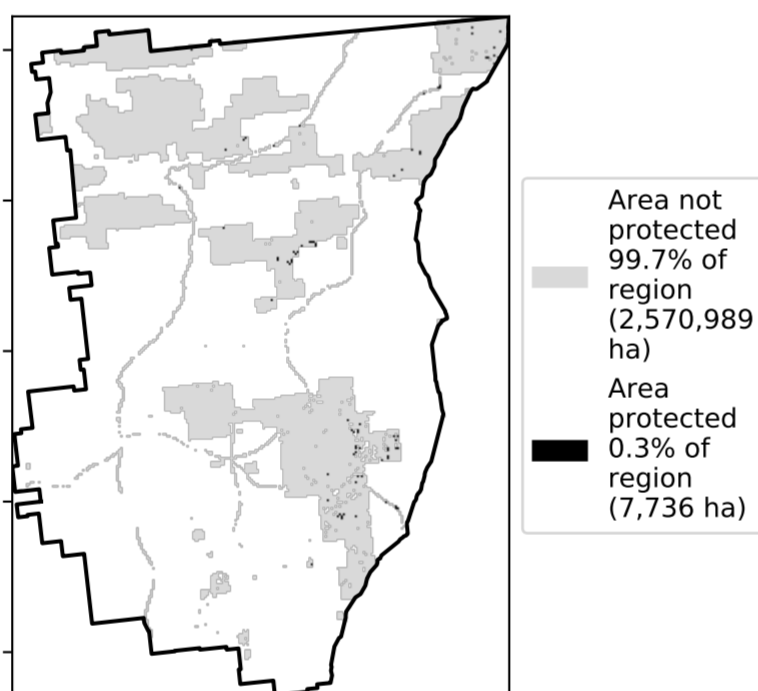 Area not
protected
99.7% of
region
(2,570,989
ha)
Area
protected
0.3% of
region
(7,736 ha)